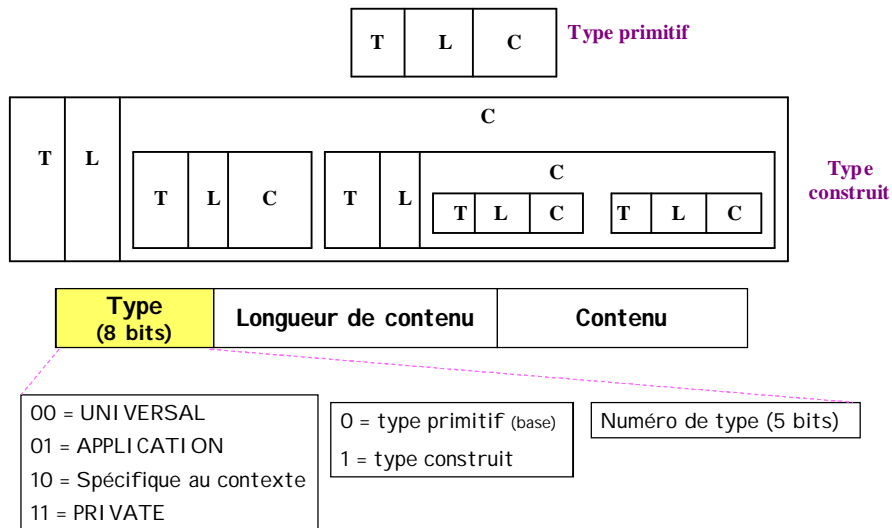 T L C Type primitif
C
T L
Type
construit
C
T L C T L
T L C T L C
Type
(8 bits)
Longueur de contenu
Contenu
00 = UNIVERSAL
01 = APPLICATION
10 = Spécifique au contexte
11 = PRIVATE
0 = type primitif (base)
1 = type construit
Numéro de type (5 bits)